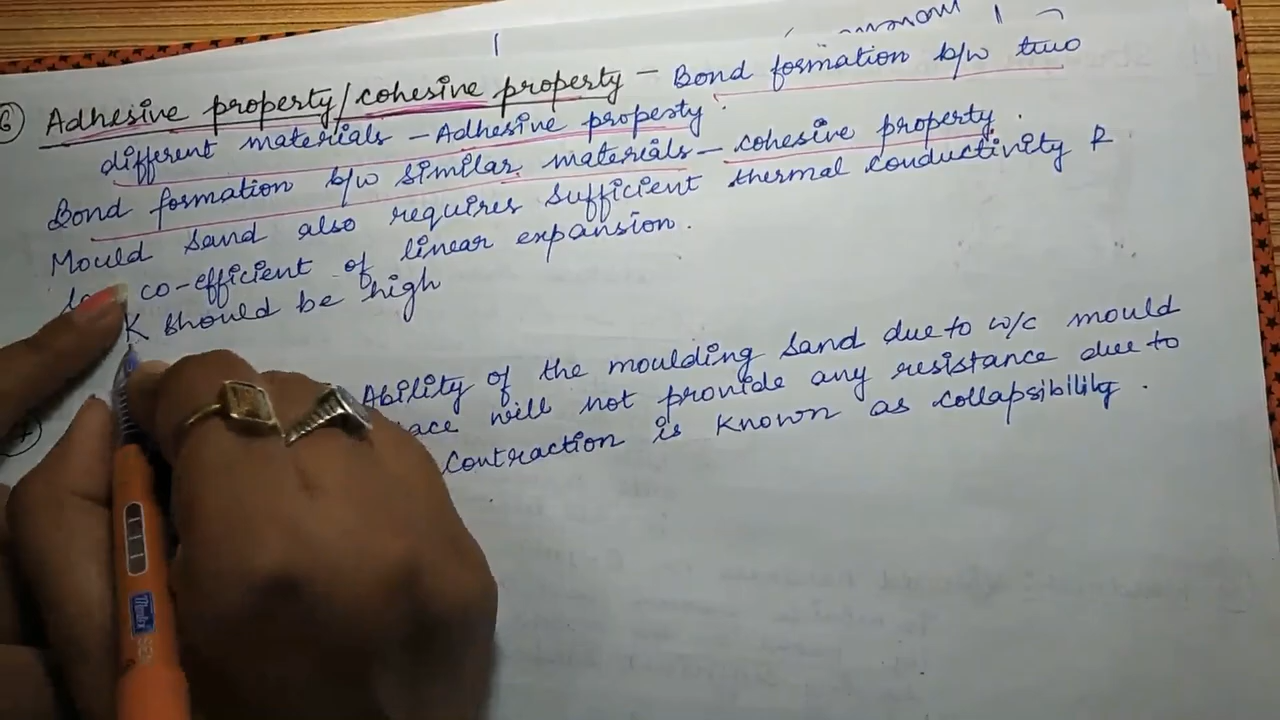 6 Adhesive property/cohesive property - Bond formation b/w two
different materials - Adhesive property.
Bond formation b/w similar materials - cohesive property.
Mould sand also requires sufficient thermal conductivity &
co-efficient of linear expansion.
K should be high
Ability of the moulding sand due to w/c mould
will not provide any resistance due to
contraction is known as collapsibility.